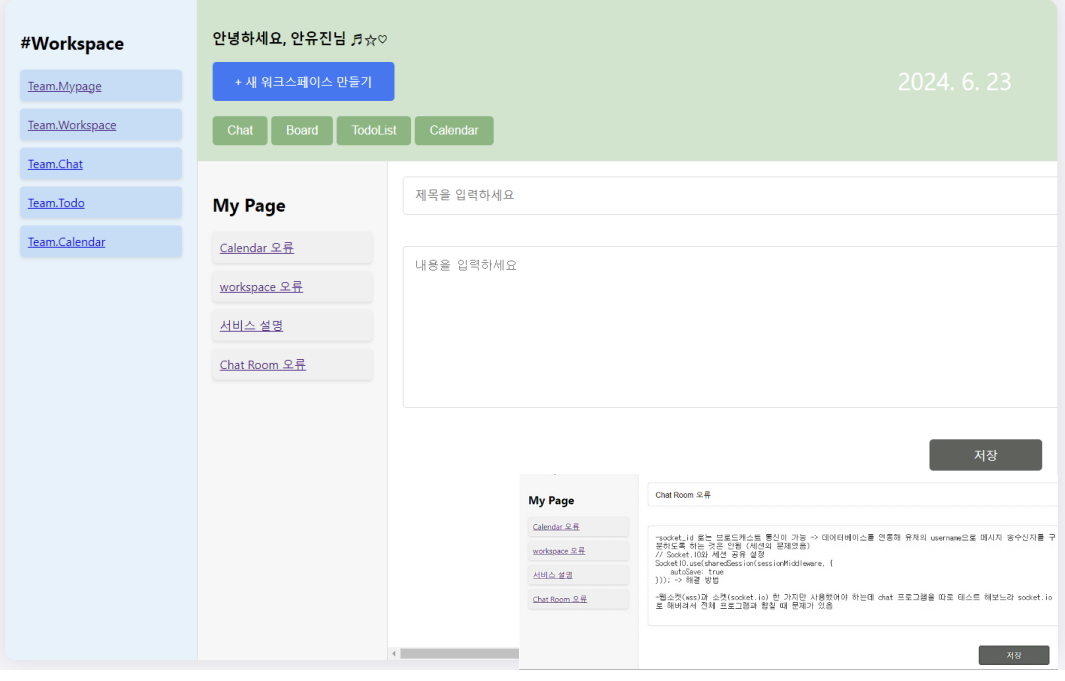 #Workspace
Team.Mypage
Team.Workspace
Team.Chat
Team.Todo
Team.Calendar
안녕하세요, 안유진님 ♬☆♡
+ 새 워크스페이스 만들기
2024. 6. 23
Chat Board TodoList Calendar
My Page
Calendar 오류
workspace 오류
서비스 설명
Chat Room 오류
제목을 입력하세요
내용을 입력하세요
저장
My Page
Calendar 오류
workspace 오류
서비스 설명
Chat Room 오류
Chat Room 오류
-socket_id 로는 브로드캐스트 통신이 가능 -> 데이터베이스를 연동해 유저의 username으로 메시지 송수신자를 구
분하도록 하는 것은 안됨 (세션의 문제였음)
// Socket.IO와 세션 공유 설정
SocketIO.use(sharedSession(sessionMiddleware, {
autoSave: true
})); -> 해결 방법
-웹소켓(wss)과 소켓(socket.io) 한 가지만 사용했어야 하는데 chat 프로그램을 따로 테스트 해보느라 socket.io
로 해버려서 전체 프로그램과 합칠 때 문제가 있음
저장